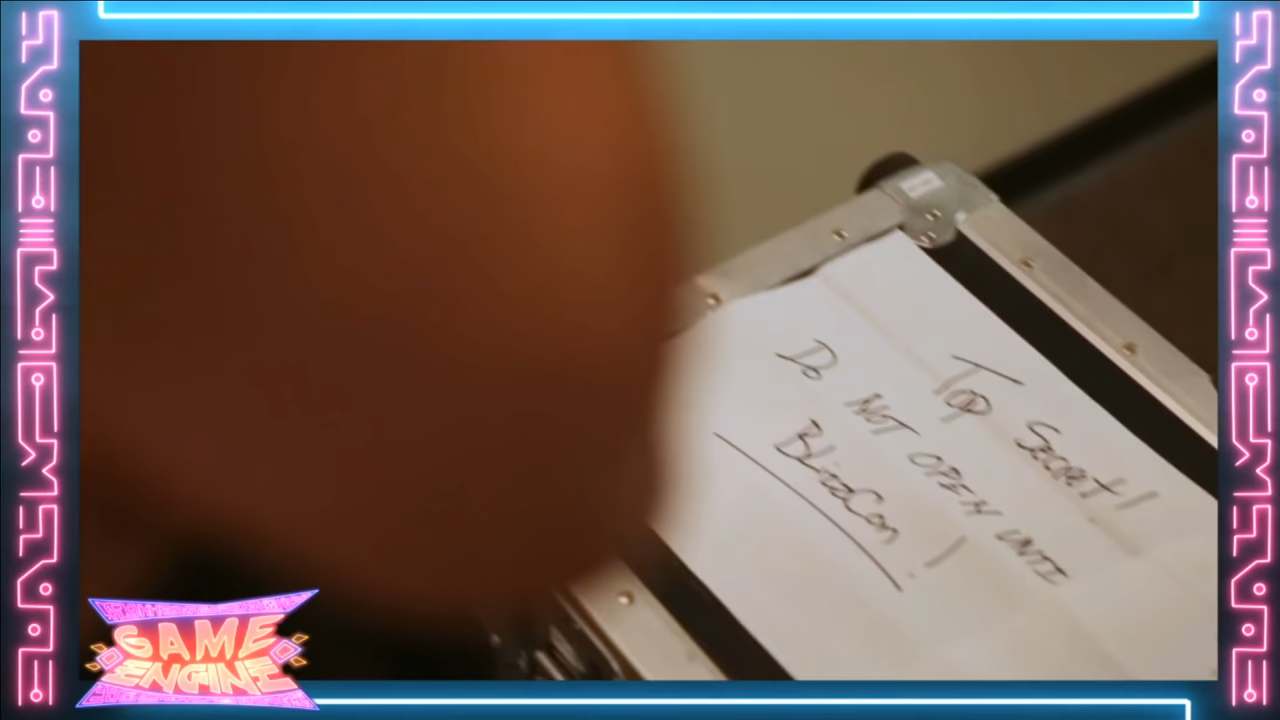 Top Secret!
Do NOT OPEN UNTIL
BlizzCon!
GAME
ENGINE